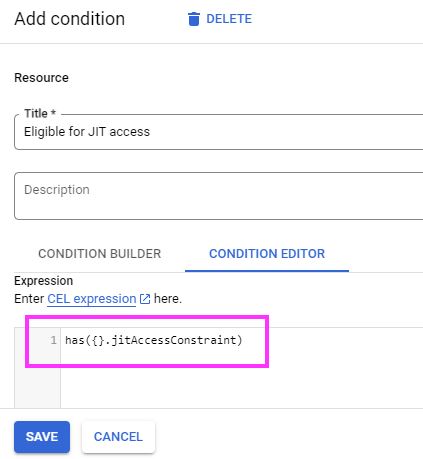 Add condition
DELETE
Resource
Title *
Eligible for JIT access
Description
CONDITION BUILDER
CONDITION EDITOR
Expression
Enter CEL expression here.
1 has({}.jitAccessConstraint)
SAVE
CANCEL